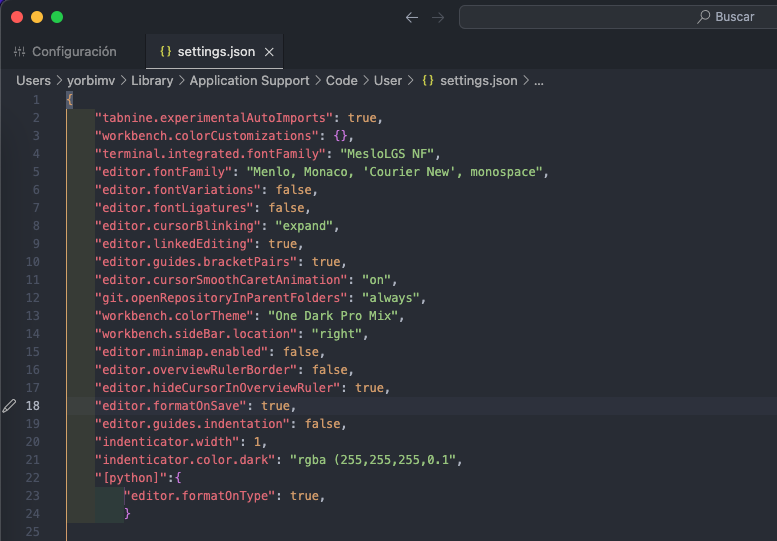 Buscar
Configuración
{} settings.json ×
Users > yorbimv > Library > Application Support > Code > User > {} settings.json > ...
1 {
2 "tabnine.experimentalAutoImports": true,
3 "workbench.colorCustomizations": {},
4 "terminal.integrated.fontFamily": "MesloLGS NF",
5 "editor.fontFamily": "Menlo, Monaco, 'Courier New', monospace",
6 "editor.fontVariations": false,
7 "editor.fontLigatures": false,
8 "editor.cursorBlinking": "expand",
9 "editor.linkedEditing": true,
10 "editor.guides.bracketPairs": true,
11 "editor.cursorSmoothCaretAnimation": "on",
12 "git.openRepositoryInParentFolders": "always",
13 "workbench.colorTheme": "One Dark Pro Mix",
14 "workbench.sideBar.location": "right",
15 "editor.minimap.enabled": false,
16 "editor.overviewRulerBorder": false,
17 "editor.hideCursorInOverviewRuler": true,
18 "editor.formatOnSave": true,
19 "editor.guides.indentation": false,
20 "indenticator.width": 1,
21 "indenticator.color.dark": "rgba (255,255,255,0.1",
22 "[python]":{
23 "editor.formatOnType": true,
24 }
25